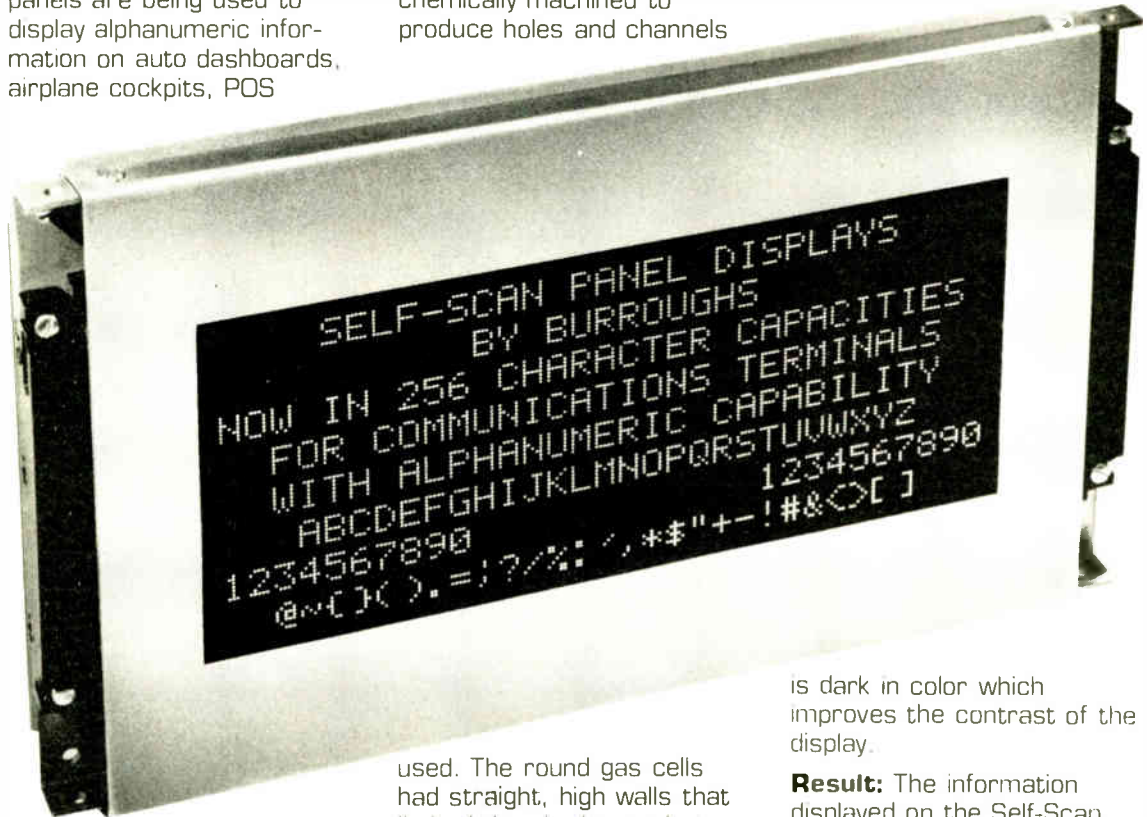 panels are being used to
display alphanumeric infor-
mation on auto dashboards,
airplane cockpits, POS
chemically machined to
produce holes and channels
SELF-SCAN PANEL DISPLAYS
BY BURROUGHS
NOW IN 256 CHARACTER CAPACITIES
FOR COMMUNICATIONS TERMINALS
WITH ALPHANUMERIC CAPABILITY
ABCDEFGHIJKLMNOPQRSTUVWXYZ
1234567890 1234567890
@~{}().=;?/%: ',*$"+-!#&<>[]
used. The round gas cells
had straight, high walls that
is dark in color which
improves the contrast of the
display.
Result: The information
displayed on the Self-Scan